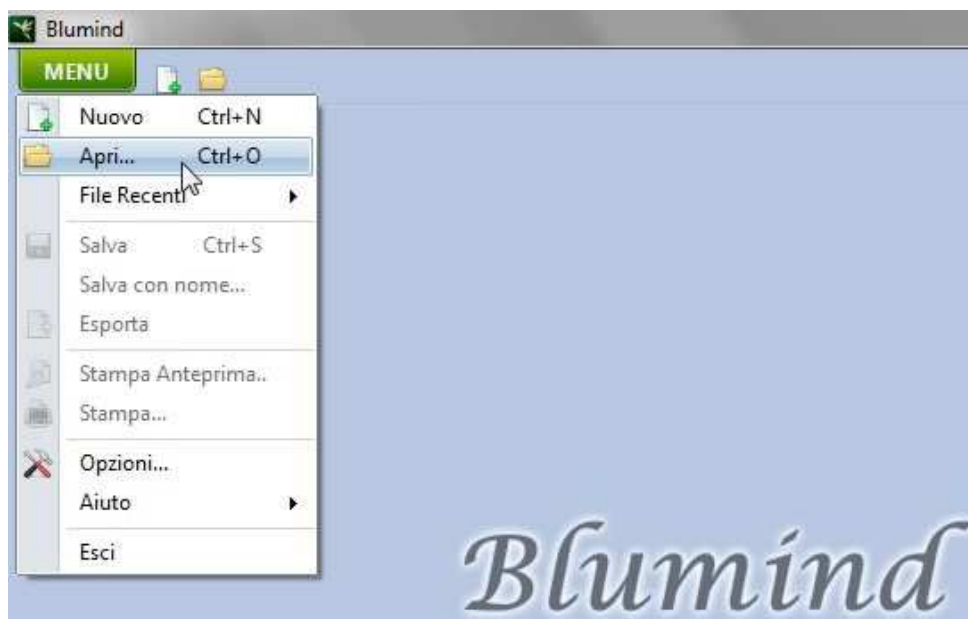 Blumind
MENU
Nuovo Ctrl+N
Apri... Ctrl+O
File Recenti
Salva Ctrl+S
Salva con nome...
Esporta
Stampa Anteprima..
Stampa...
Opzioni...
Aiuto
Esci
Blumind